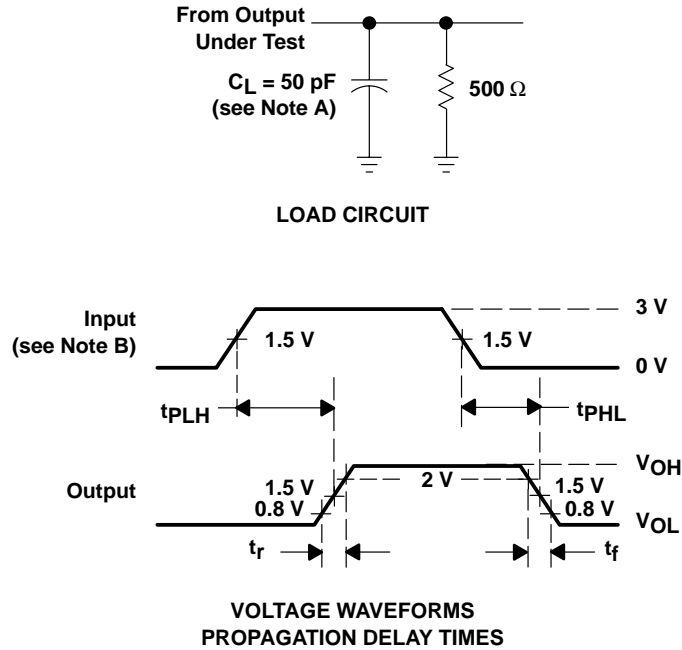 From Output
Under Test
CL = 50 pF
(see Note A)
500 Ω
LOAD CIRCUIT
Input
(see Note B)
1.5 V
1.5 V
3 V
0 V
tPLH
tPHL
Output
1.5 V
0.8 V
2 V
1.5 V
0.8 V
VOH
VOL
tr
tf
VOLTAGE WAVEFORMS
PROPAGATION DELAY TIMES